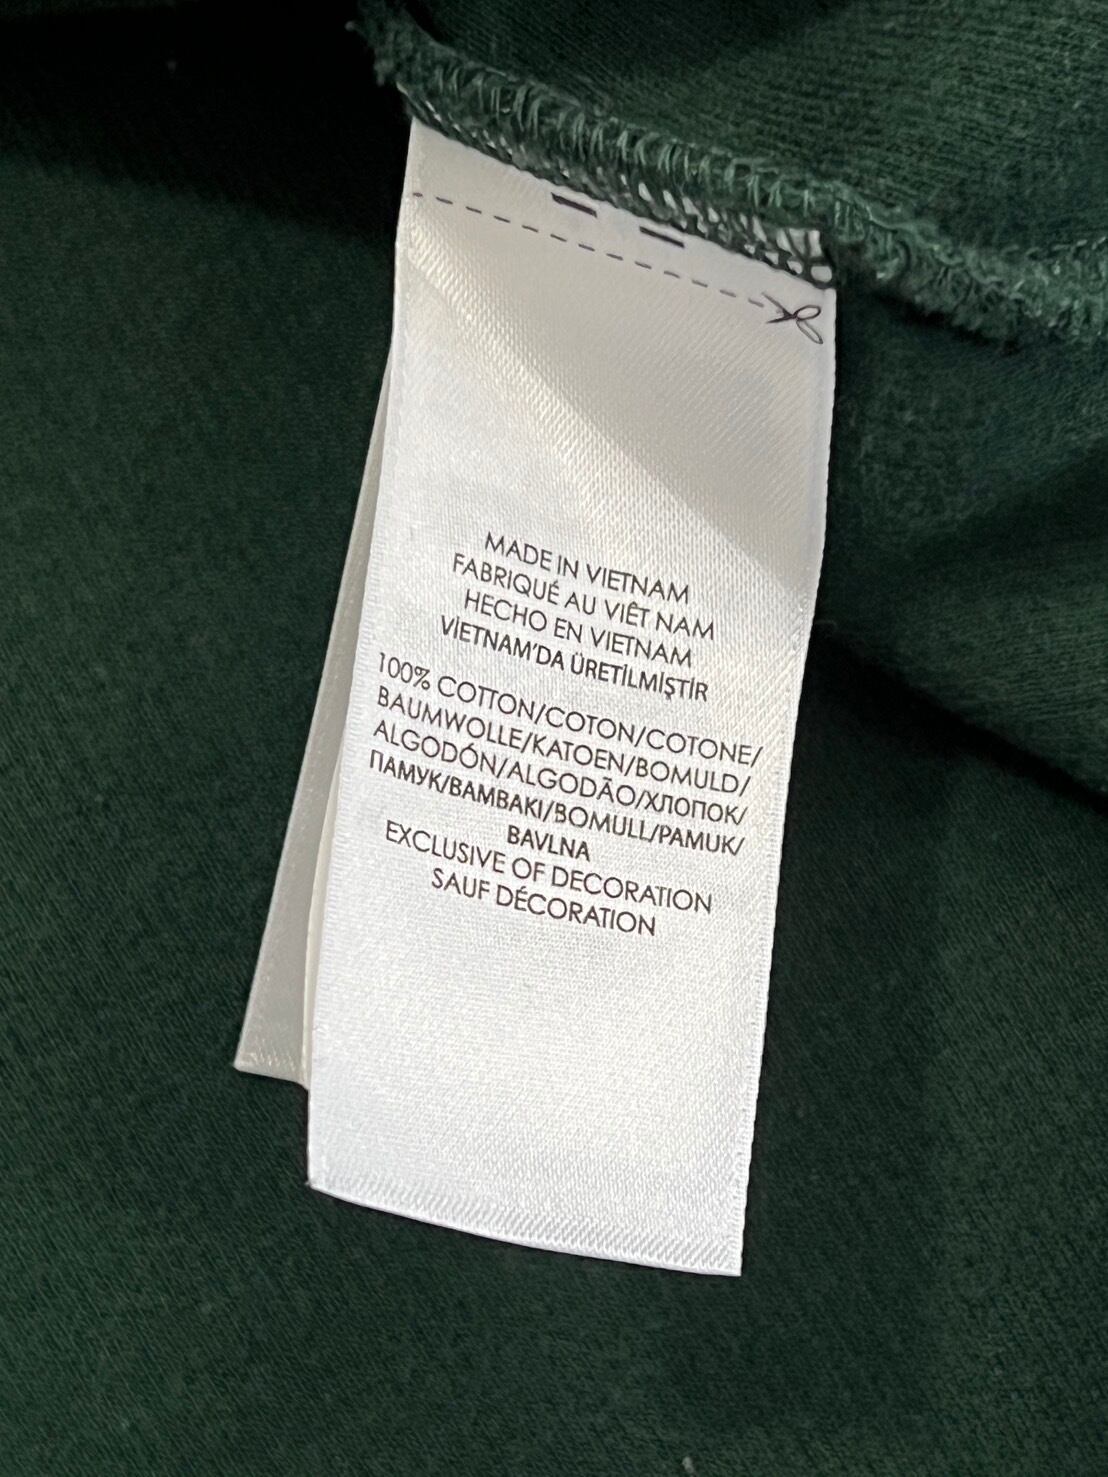 MADE IN VIETNAM
FABRIQUÉ AU VIÊT NAM
HECHO EN VIETNAM
VİETNAM'DA ÜRETİLMİŞTİR
100% COTTON/COTON/COTONE/
BAUMWOLLE/KATOEN/BOMULD/
ALGODÓN/ALGODÃO/ХЛОПОК/
ПАМУК/BAMBAKI/BOMULL/PAMUK/
BAVLNA
EXCLUSIVE OF DECORATION
SAUF DÉCORATION